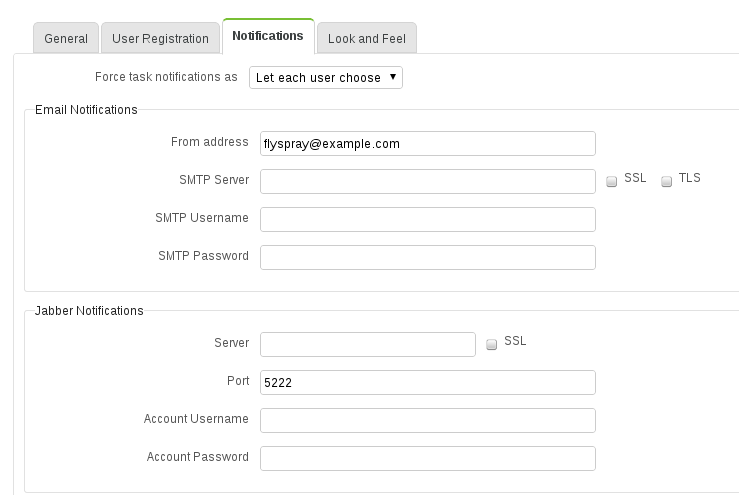 General User Registration Notifications Look and Feel
Force task notifications as Let each user choose
Email Notifications
From address flyspray@example.com
SMTP Server SSL TLS
SMTP Username
SMTP Password
Jabber Notifications
Server SSL
Port 5222
Account Username
Account Password